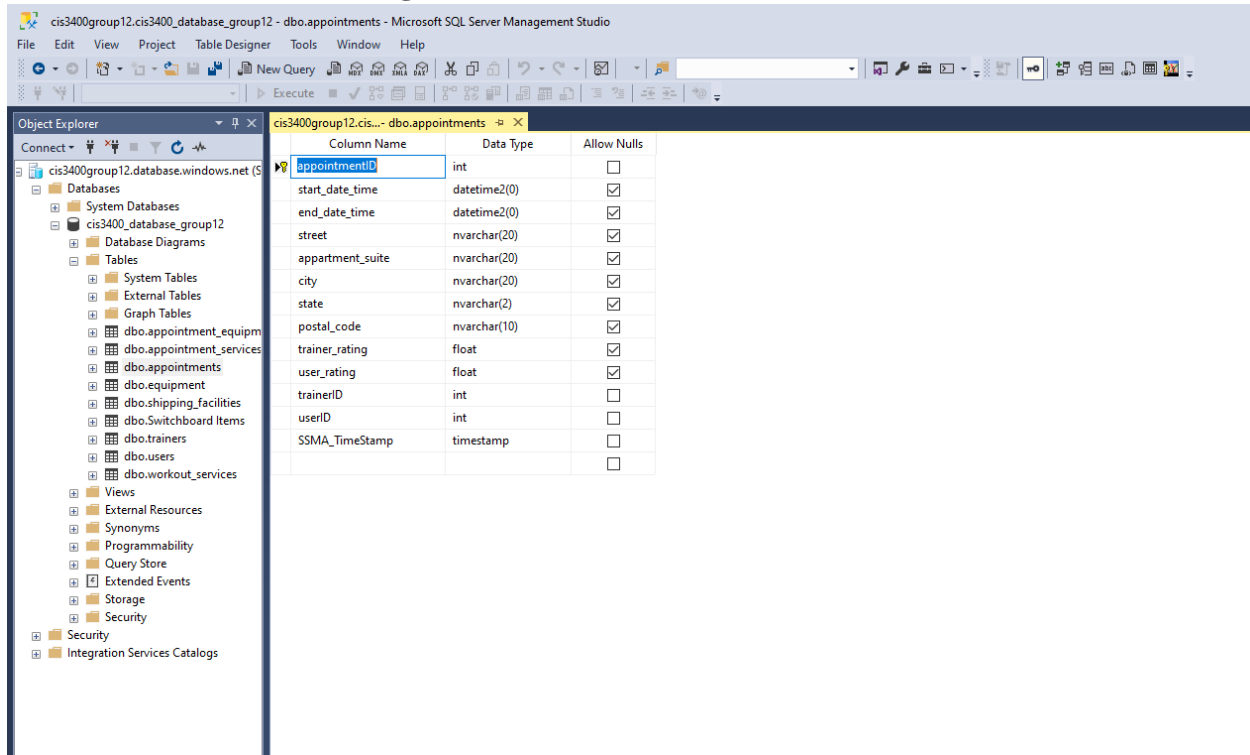 cis3400group12.cis3400_database_group12 - dbo.appointments - Microsoft SQL Server Management Studio
File Edit View Project Table Designer Tools Window Help
New Query MDX DMX XMLA DAX
Execute
Object Explorer
cis3400group12.cis...- dbo.appointments
Connect
cis3400group12.database.windows.net (S
Databases
System Databases
cis3400_database_group12
Database Diagrams
Tables
System Tables
External Tables
Graph Tables
dbo.appointment_equipm
dbo.appointment_services
dbo.appointments
dbo.equipment
dbo.shipping_facilities
dbo.Switchboard Items
dbo.trainers
dbo.users
dbo.workout_services
Views
External Resources
Synonyms
Programmability
Query Store
Extended Events
Storage
Security
Security
Integration Services Catalogs
Column Name Data Type Allow Nulls
appointmentID int
start_date_time datetime2(0)
end_date_time datetime2(0)
street nvarchar(20)
appartment_suite nvarchar(20)
city nvarchar(20)
state nvarchar(2)
postal_code nvarchar(10)
trainer_rating float
user_rating float
trainerID int
userID int
SSMA_TimeStamp timestamp